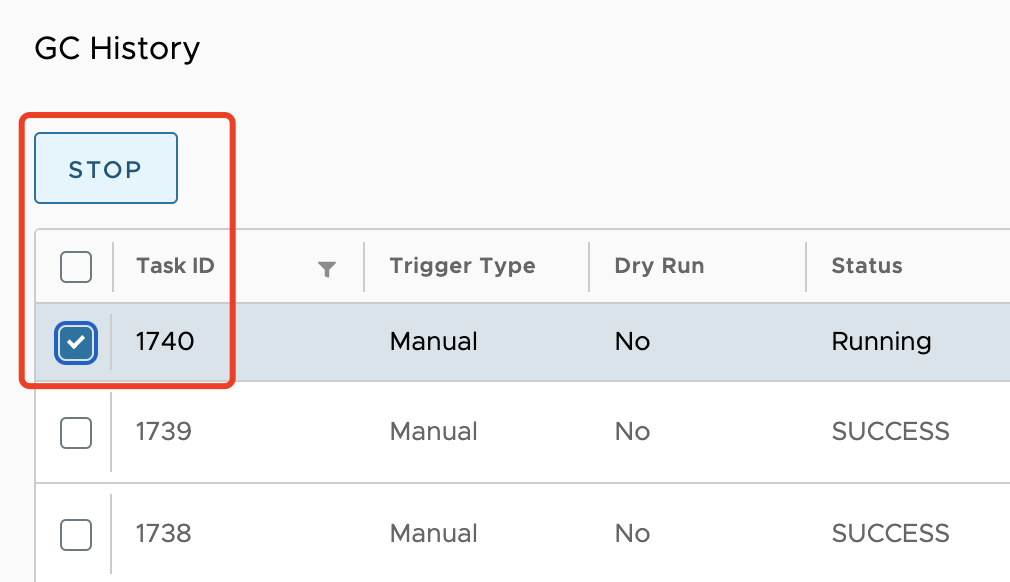 GC History
STOP
Task ID Trigger Type Dry Run Status
1740 Manual No Running
1739 Manual No SUCCESS
1738 Manual No SUCCESS